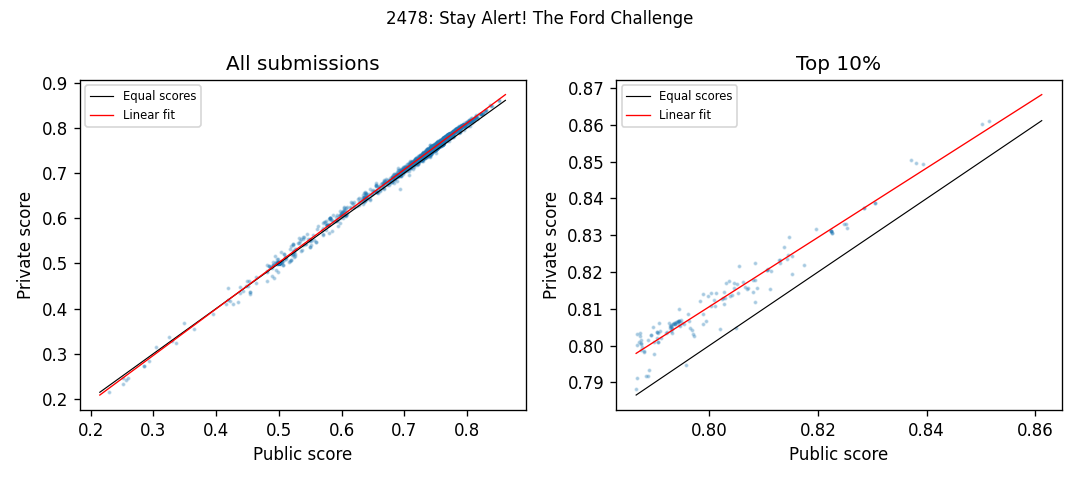 2478: Stay Alert! The Ford Challenge
All submissions
Equal scores
Linear fit
0.9
0.8
0.7
0.6
0.5
0.4
0.3
0.2
Private score
0.2 0.3 0.4 0.5 0.6 0.7 0.8
Public score
Top 10%
Equal scores
Linear fit
0.87
0.86
0.85
0.84
0.83
0.82
0.81
0.80
0.79
Private score
0.80 0.82 0.84 0.86
Public score